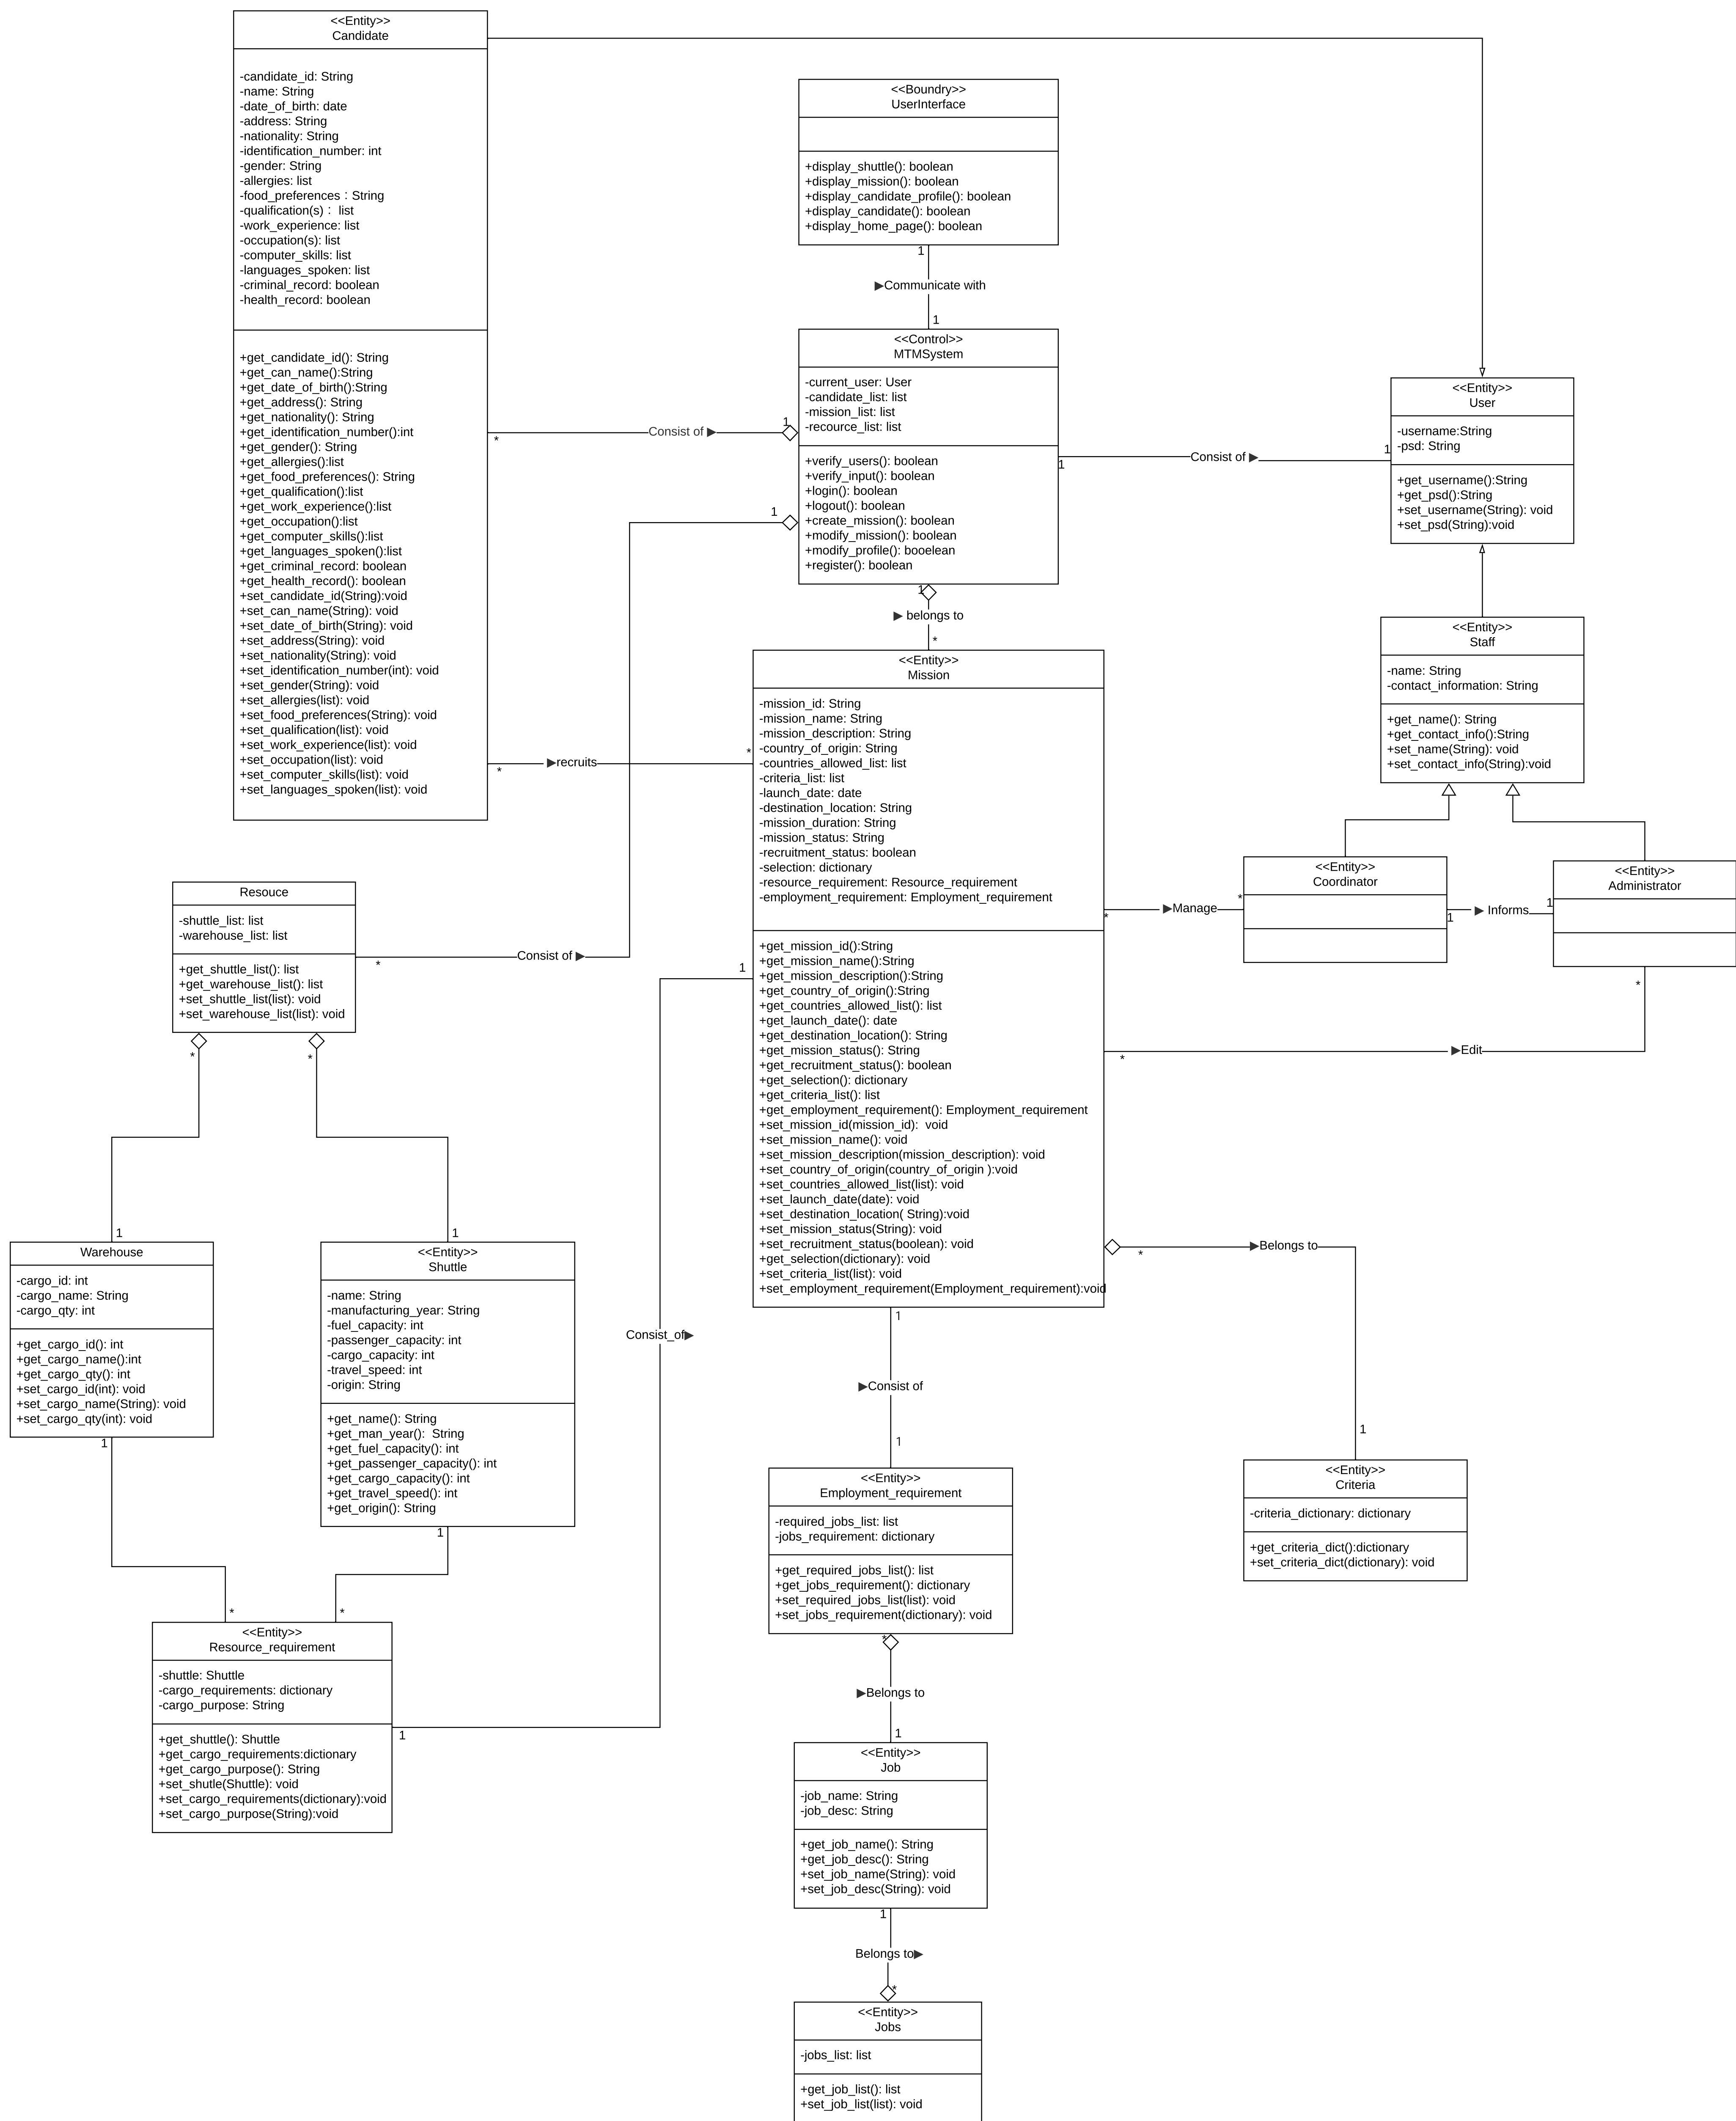 <<Entity>>
Candidate
-candidate_id: String
-name: String
-date_of_birth: date
-address: String
-nationality: String
-identification_number: int
-gender: String
-allergies: list
-food_preferences：String
-qualification(s)： list
-work_experience: list
-occupation(s): list
-computer_skills: list
-languages_spoken: list
-criminal_record: boolean
-health_record: boolean
+get_candidate_id(): String
+get_can_name():String
+get_date_of_birth():String
+get_address(): String
+get_nationality(): String
+get_identification_number():int
+get_gender(): String
+get_allergies():list
+get_food_preferences(): String
+get_qualification():list
+get_work_experience():list
+get_occupation():list
+get_computer_skills():list
+get_languages_spoken():list
+get_criminal_record: boolean
+get_health_record(): boolean
+set_candidate_id(String):void
+set_can_name(String): void
+set_date_of_birth(String): void
+set_address(String): void
+set_nationality(String): void
+set_identification_number(int): void
+set_gender(String): void
+set_allergies(list): void
+set_food_preferences(String): void
+set_qualification(list): void
+set_work_experience(list): void
+set_occupation(list): void
+set_computer_skills(list): void
+set_languages_spoken(list): void
<<Boundry>>
UserInterface
+display_shuttle(): boolean
+display_mission(): boolean
+display_candidate_profile(): boolean
+display_candidate(): boolean
+display_home_page(): boolean
1
▶Communicate with
1
<<Control>>
MTMSystem
-current_user: User
-candidate_list: list
-mission_list: list
-recource_list: list
+verify_users(): boolean
+verify_input(): boolean
+login(): boolean
+logout(): boolean
+create_mission(): boolean
+modify_mission(): boolean
+modify_profile(): booelean
+register(): boolean
*
Consist of ▶
1
1
1
Consist of ▶
1
<<Entity>>
User
-username:String
-psd: String
+get_username():String
+get_psd():String
+set_username(String): void
+set_psd(String):void
1
▶ belongs to
*
<<Entity>>
Staff
-name: String
-contact_information: String
+get_name(): String
+get_contact_info():String
+set_name(String): void
+set_contact_info(String):void
*
▶recruits
*
<<Entity>>
Mission
-mission_id: String
-mission_name: String
-mission_description: String
-country_of_origin: String
-countries_allowed_list: list
-criteria_list: list
-launch_date: date
-destination_location: String
-mission_duration: String
-mission_status: String
-recruitment_status: boolean
-selection: dictionary
-resource_requirement: Resource_requirement
-employment_requirement: Employment_requirement
+get_mission_id():String
+get_mission_name():String
+get_mission_description():String
+get_country_of_origin():String
+get_countries_allowed_list(): list
+get_launch_date(): date
+get_destination_location(): String
+get_mission_status(): String
+get_recruitment_status(): boolean
+get_selection(): dictionary
+get_criteria_list(): list
+get_employment_requirement(): Employment_requirement
+set_mission_id(mission_id): void
+set_mission_name(): void
+set_mission_description(mission_description): void
+set_country_of_origin(country_of_origin ):void
+set_countries_allowed_list(list): void
+set_launch_date(date): void
+set_destination_location( String):void
+set_mission_status(String): void
+set_recruitment_status(boolean): void
+get_selection(dictionary): void
+set_criteria_list(list): void
+set_employment_requirement(Employment_requirement):void
*
▶Manage
*
<<Entity>>
Coordinator
1
▶ Informs
1
<<Entity>>
Administrator
*
▶Edit
*
Resouce
-shuttle_list: list
-warehouse_list: list
+get_shuttle_list(): list
+get_warehouse_list(): list
+set_shuttle_list(list): void
+set_warehouse_list(list): void
*
Consist of ▶
1
*
*
1
1
Warehouse
-cargo_id: int
-cargo_name: String
-cargo_qty: int
+get_cargo_id(): int
+get_cargo_name():int
+get_cargo_qty(): int
+set_cargo_id(int): void
+set_cargo_name(String): void
+set_cargo_qty(int): void
1
<<Entity>>
Shuttle
-name: String
-manufacturing_year: String
-fuel_capacity: int
-passenger_capacity: int
-cargo_capacity: int
-travel_speed: int
-origin: String
+get_name(): String
+get_man_year(): String
+get_fuel_capacity(): int
+get_passenger_capacity(): int
+get_cargo_capacity(): int
+get_travel_speed(): int
+get_origin(): String
1
Consist_of▶
*
▶Belongs to
1
1
▶Consist of
1
<<Entity>>
Criteria
-criteria_dictionary: dictionary
+get_criteria_dict():dictionary
+set_criteria_dict(dictionary): void
<<Entity>>
Employment_requirement
-required_jobs_list: list
-jobs_requirement: dictionary
+get_required_jobs_list(): list
+get_jobs_requirement(): dictionary
+set_required_jobs_list(list): void
+set_jobs_requirement(dictionary): void
*
*
<<Entity>>
Resource_requirement
-shuttle: Shuttle
-cargo_requirements: dictionary
-cargo_purpose: String
+get_shuttle(): Shuttle
+get_cargo_requirements:dictionary
+get_cargo_purpose(): String
+set_shutle(Shuttle): void
+set_cargo_requirements(dictionary):void
+set_cargo_purpose(String):void
1
*
▶Belongs to
1
<<Entity>>
Job
-job_name: String
-job_desc: String
+get_job_name(): String
+get_job_desc(): String
+set_job_name(String): void
+set_job_desc(String): void
1
Belongs to▶
*
<<Entity>>
Jobs
-jobs_list: list
+get_job_list(): list
+set_job_list(list): void